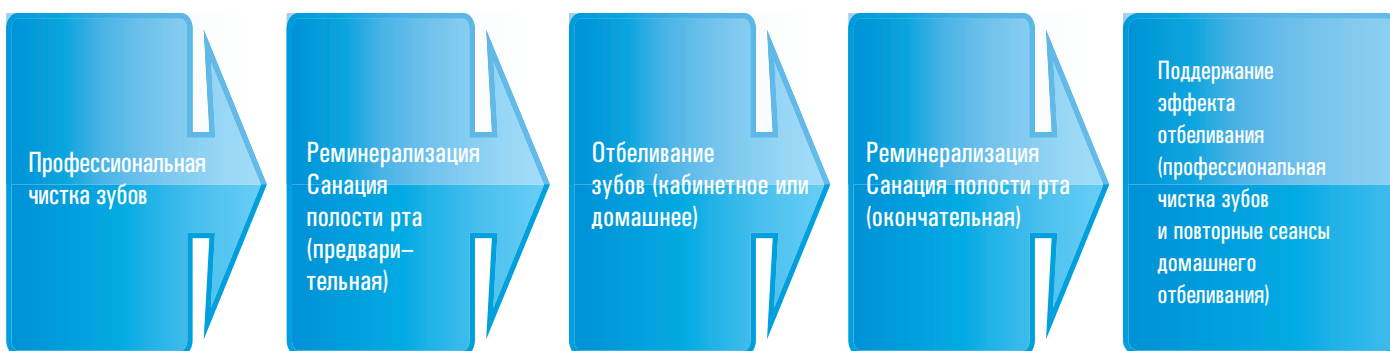 Профессиональная
чистка зубов
Реминерализация
Санация
полости рта
(предвари–
тельная)
Отбеливание
зубов (кабинетное или
домашнее)
Реминерализация
Санация полости рта
(окончательная)
Поддержание
эффекта
отбеливания
(профессиональная
чистка зубов
и повторные сеансы
домашнего
отбеливания)